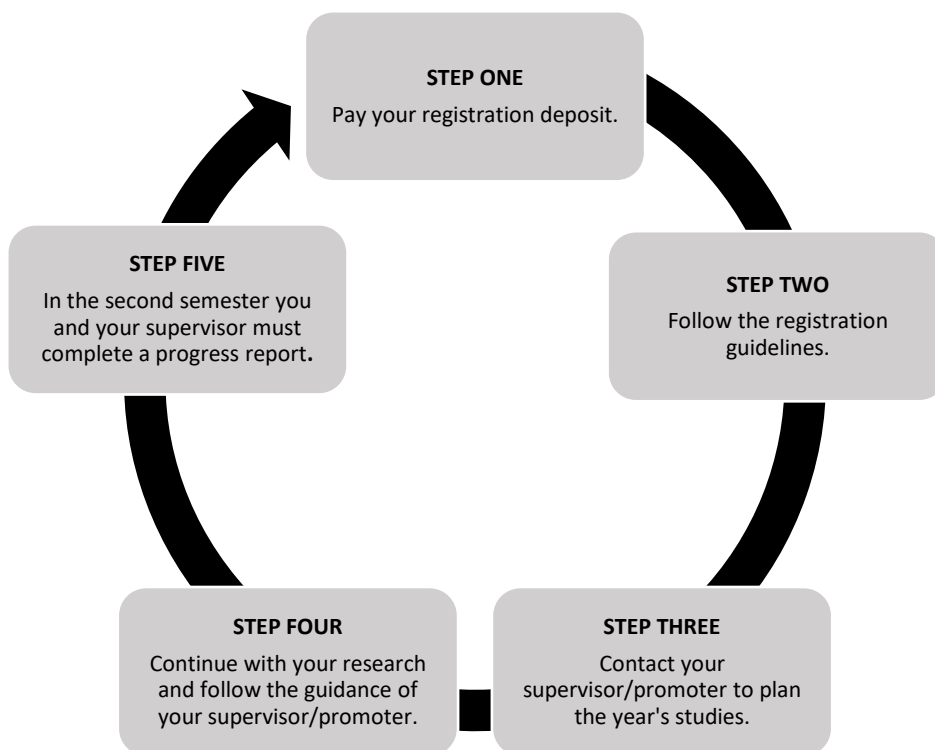 STEP ONE
Pay your registration deposit.
STEP TWO
Follow the registration
guidelines.
STEP THREE
Contact your
supervisor/promoter to plan
the year's studies.
STEP FOUR
Continue with your research
and follow the guidance of
your supervisor/promoter.
STEP FIVE
In the second semester you
and your supervisor must
complete a progress report.